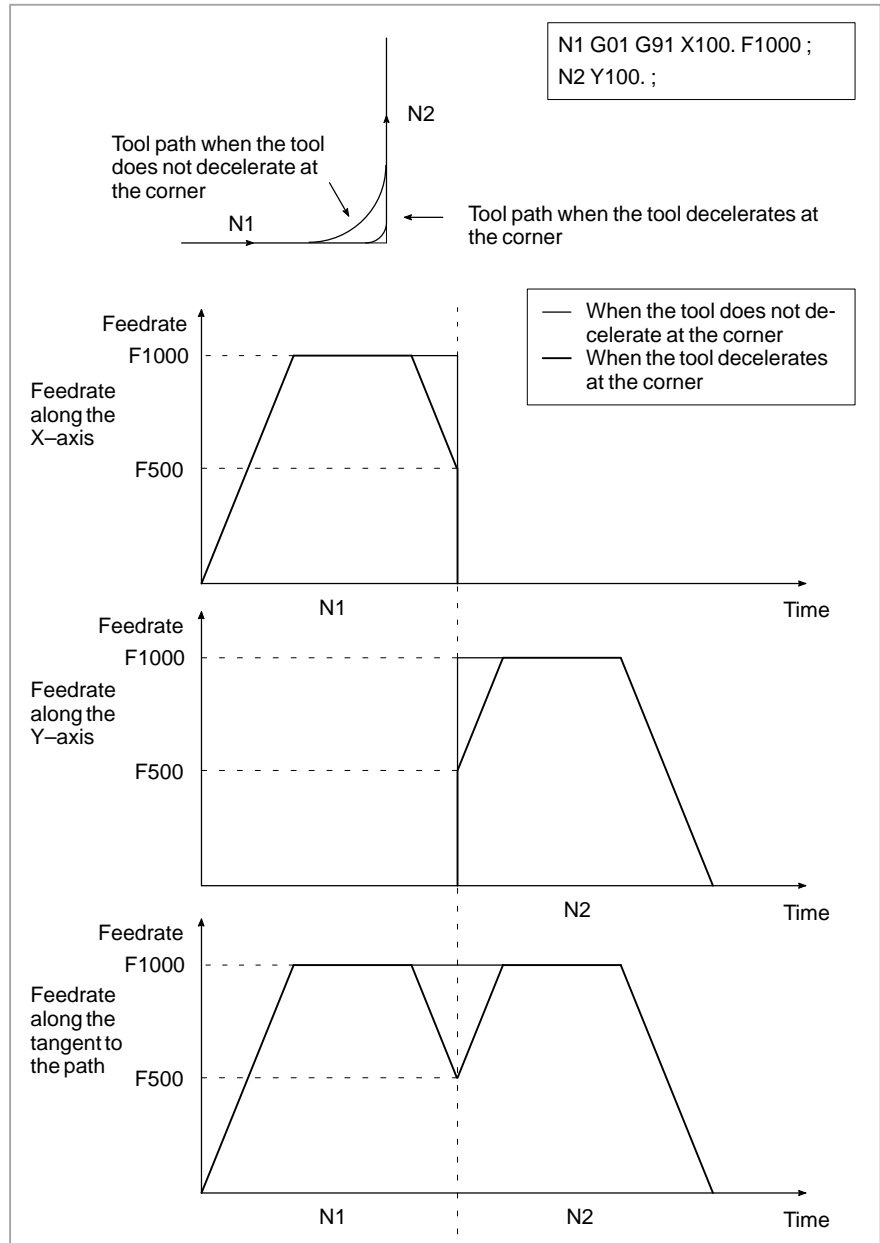 N1 G01 G91 X100. F1000 ;
N2 Y100. ;
N2
Tool path when the tool
does not decelerate at
the corner
N1
Tool path when the tool decelerates at
the corner
When the tool does not de-
celerate at the corner
When the tool decelerates
at the corner
Feedrate
F1000
Feedrate
along the
X–axis
F500
N1
Time
Feedrate
F1000
Feedrate
along the
Y–axis
F500
N2
Time
Feedrate
F1000
Feedrate
along the
tangent to
the path
F500
N1
N2
Time